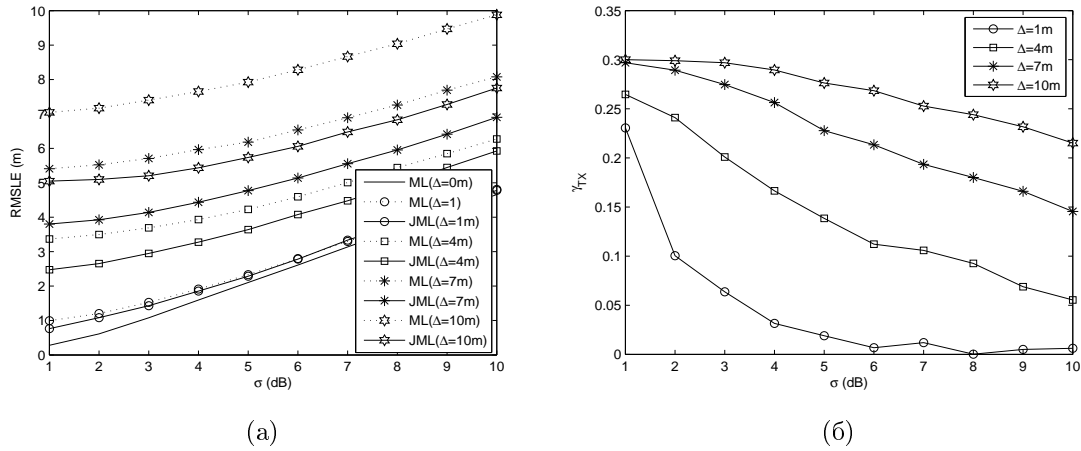 10
9
8
7
6
5
4
3
2
1
0
RMSLE (m)
1 2 3 4 5 6 7 8 9 10
σ (dB)
ML(Δ=0m)
ML(Δ=1)
JML(Δ=1m)
ML(Δ=4m)
JML(Δ=4m)
ML(Δ=7m)
JML(Δ=7m)
ML(Δ=10m)
JML(Δ=10m)
(а)
0.35
0.3
0.25
0.2
0.15
0.1
0.05
0
γTX
1 2 3 4 5 6 7 8 9 10
σ (dB)
Δ=1m
Δ=4m
Δ=7m
Δ=10m
(б)